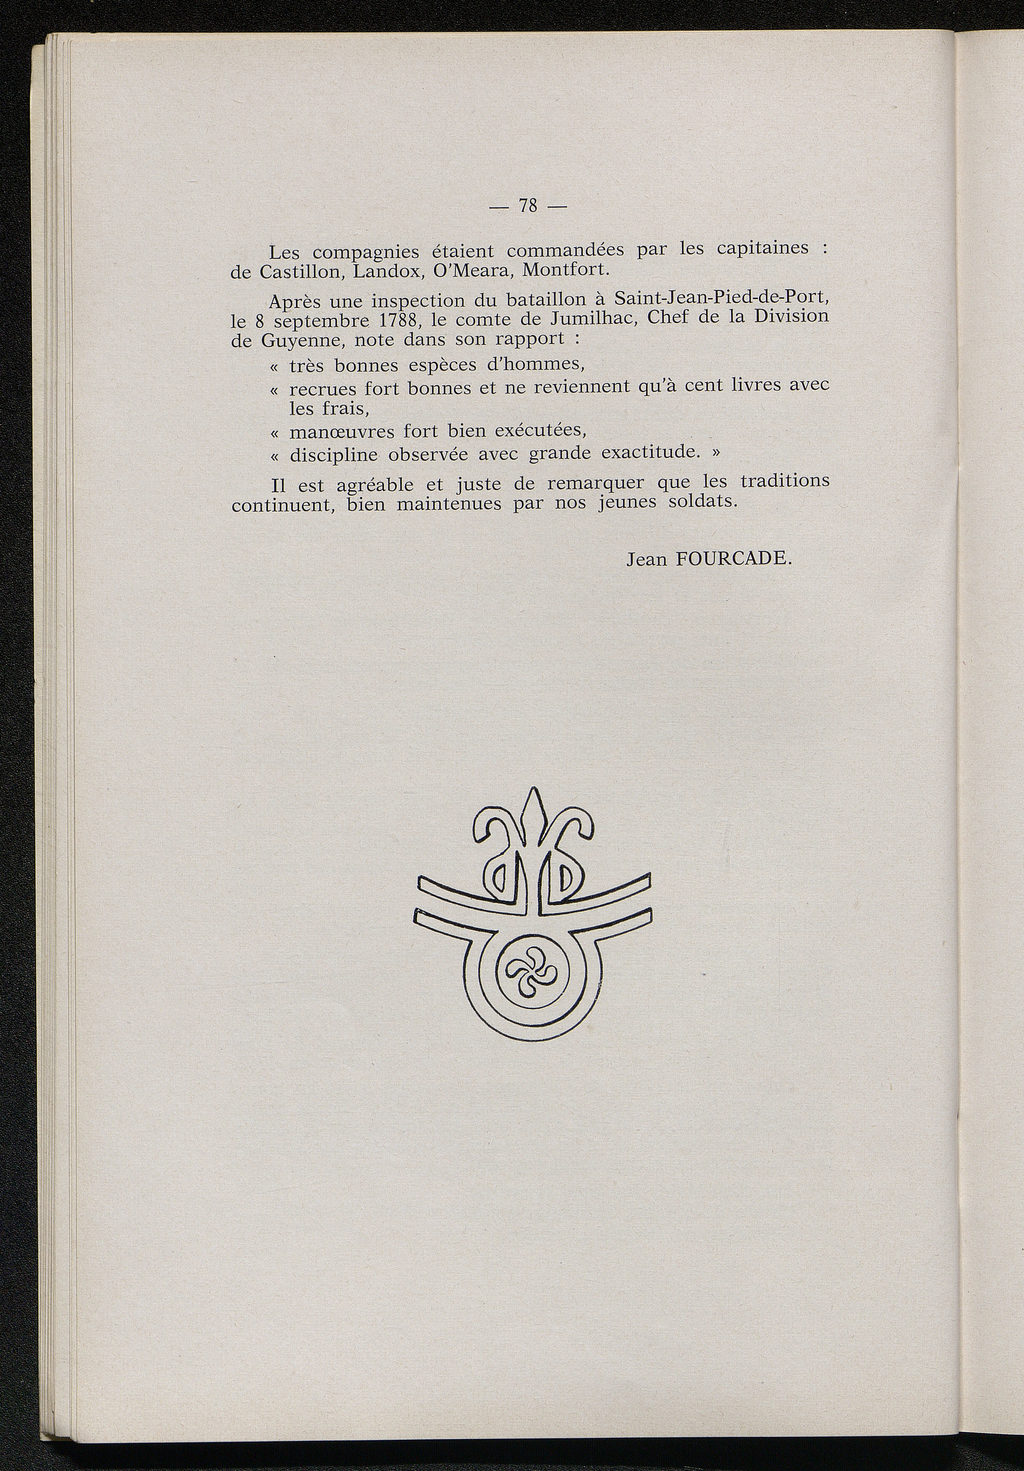 — 78 —
Les compagnies étaient commandées par les capitaines :
de Castillon, Landox, O'Meara, Montfort.
Après une inspection du bataillon à Saint-Jean-Pied-de-Port,
le 8 septembre 1788, le comte de Jumilhac, Chef de la Division
de Guyenne, note dans son rapport :
« très bonnes espèces d'hommes,
« recrues fort bonnes et ne reviennent qu'à cent livres avec
les frais,
« manœuvres fort bien exécutées,
« discipline observée avec grande exactitude. »
Il est agréable et juste de remarquer que les traditions
continuent, bien maintenues par nos jeunes soldats.
Jean FOURCADE.